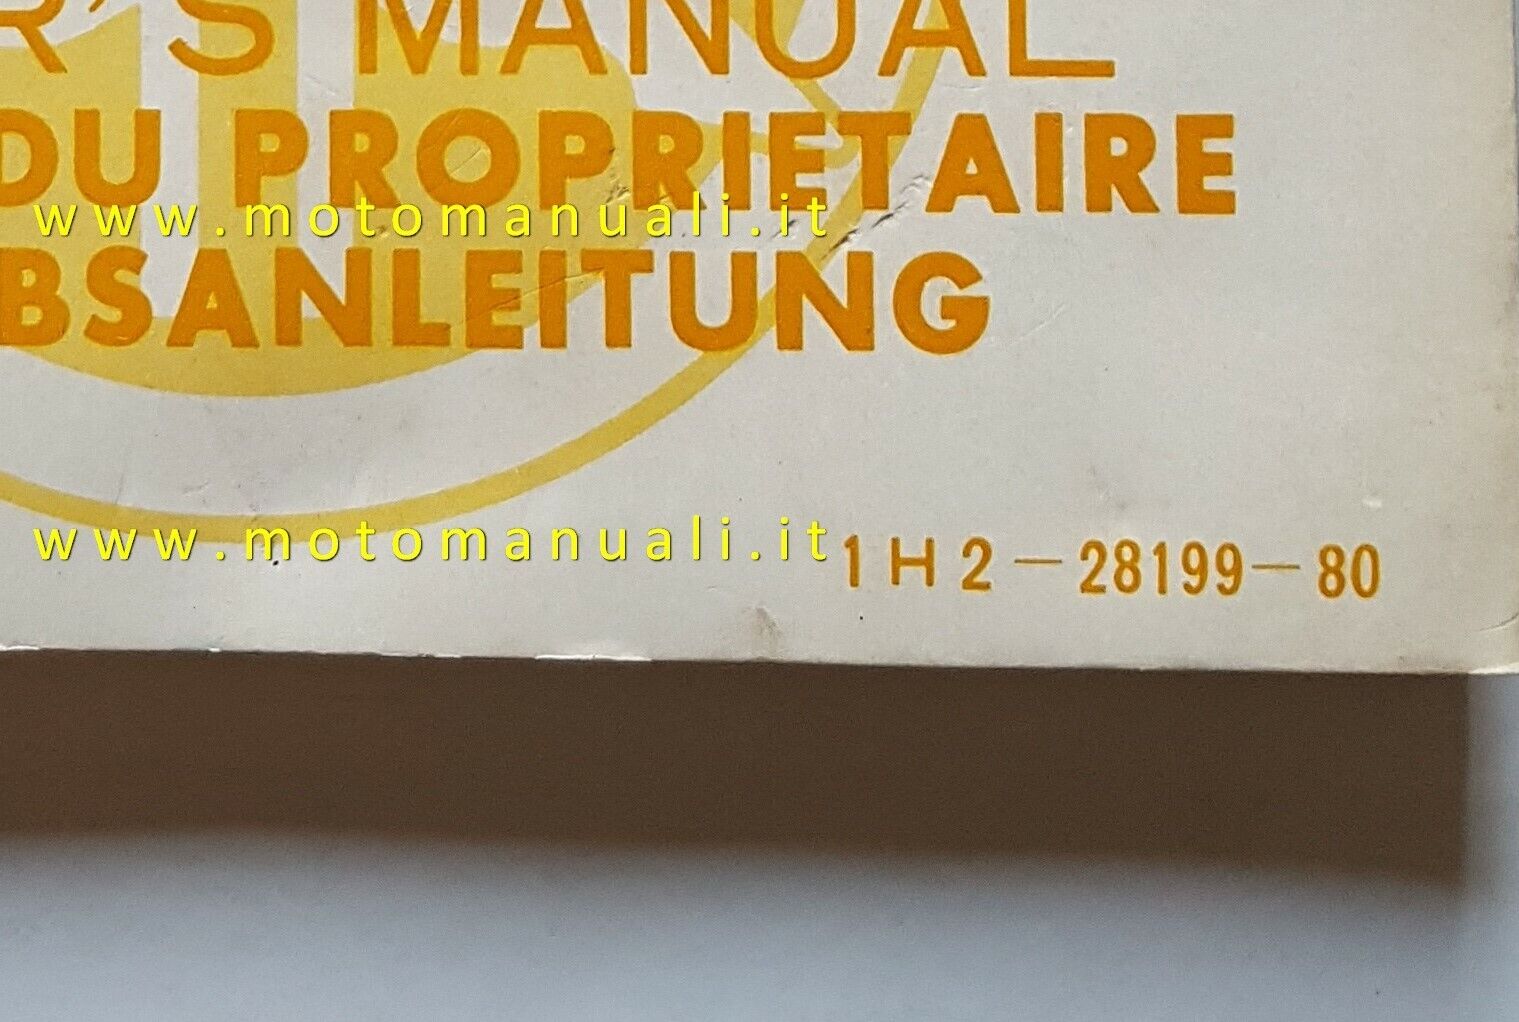 R'S MANUAL
DU PROPRIETAIRE
www.motomanuali.it
BSANLEITUNG
www.motomanuali.it
1H2-28199-80